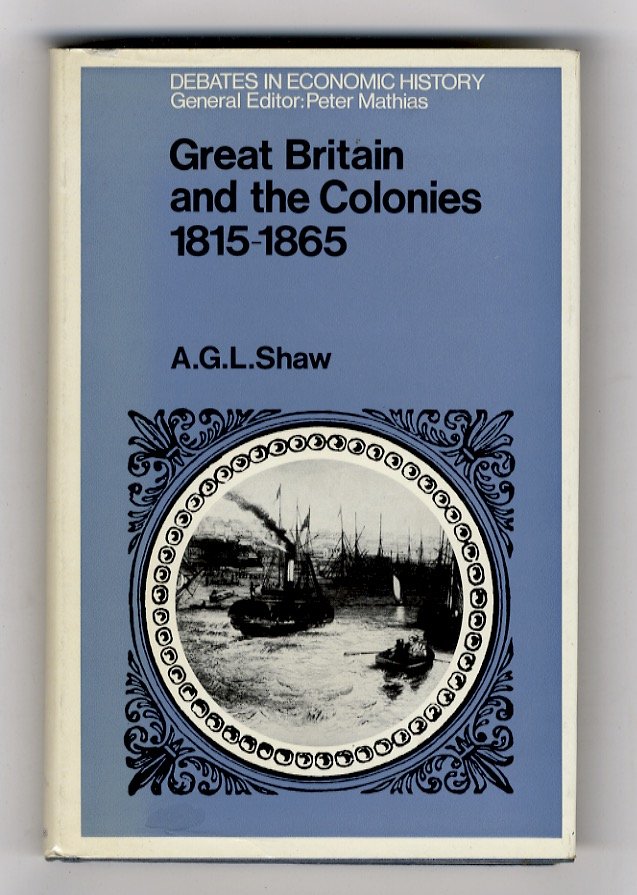 DEBATES IN ECONOMIC HISTORY
General Editor:Peter Mathias
Great Britain
and the Colonies
1815-1865
A.G.L.Shaw